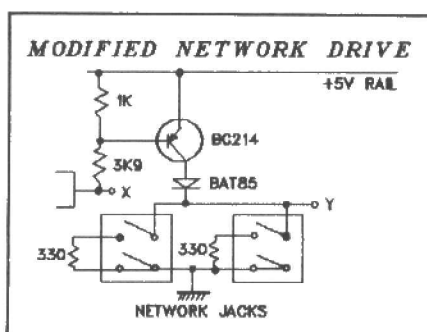 MODIFIED NETWORK DRIVE
+5V RAIL
1K
BC214
3K9
BAT85
X
Y
330
330
NETWORK JACKS